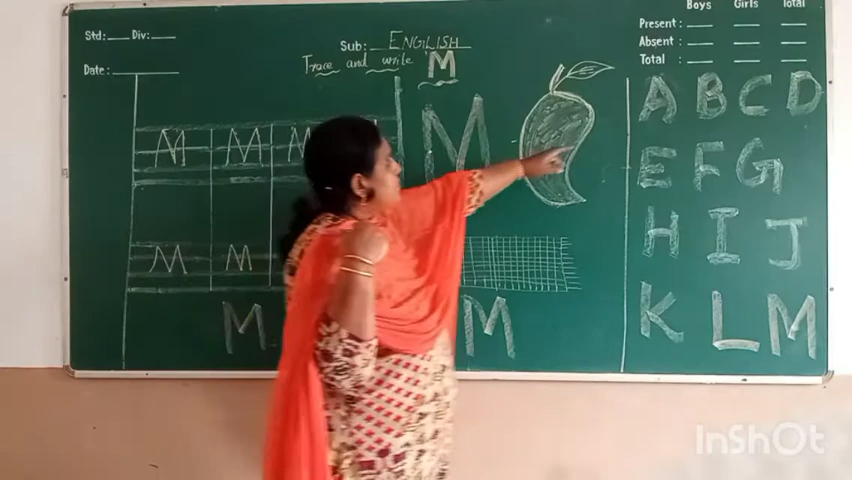 Boys Girls Total
Std: Div:
Present:
Sub: ENGLISH
Absent:
Trace and write "M"
Total :
Date:
M M M M
A B C D
E F G
H I J
M M
K L M
M M
InShOt